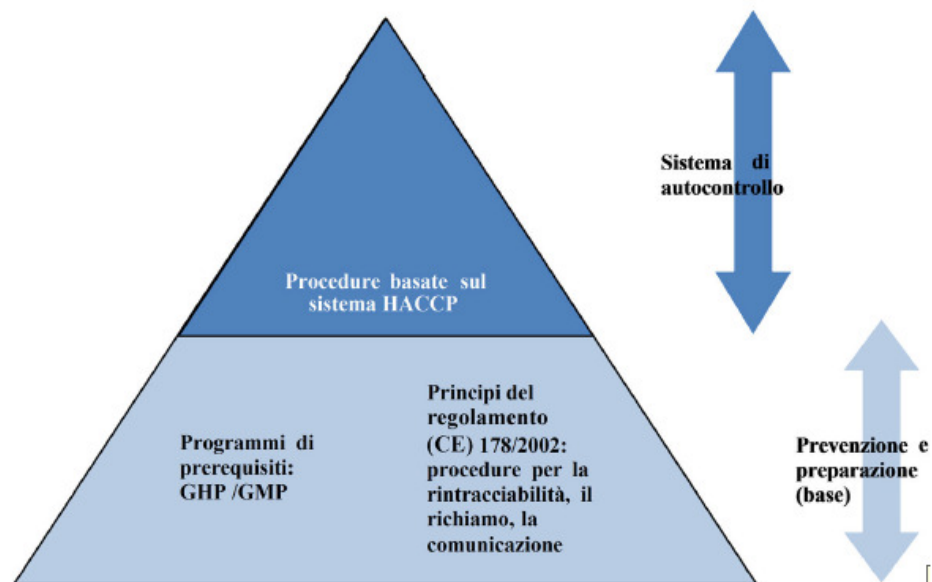 Sistema di
autocontrollo
Procedure basate sul
sistema HACCP
Programmi di
prerequisiti:
GHP /GMP
Principi del
regolamento
(CE) 178/2002:
procedure per la
rintracciabilità, il
richiamo, la
comunicazione
Prevenzione e
preparazione
(base)